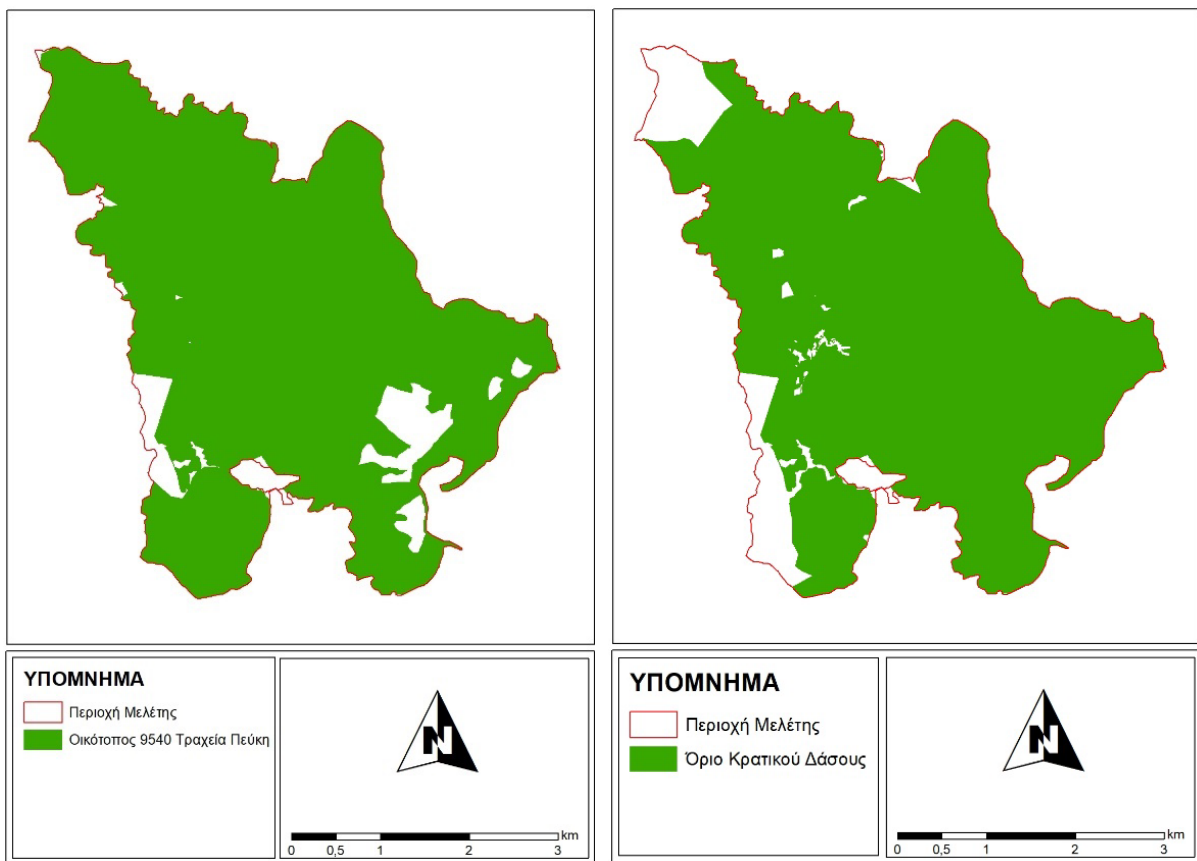 ΥΠΟΜΝΗΜΑ
Περιοχή Μελέτης
Οικότοπος 9540 Τραχεία Πεύκη
N
km
0 0,5 1 2 3
ΥΠΟΜΝΗΜΑ
Περιοχή Μελέτης
Όριο Κρατικού Δάσους
N
km
0 0,5 1 2 3